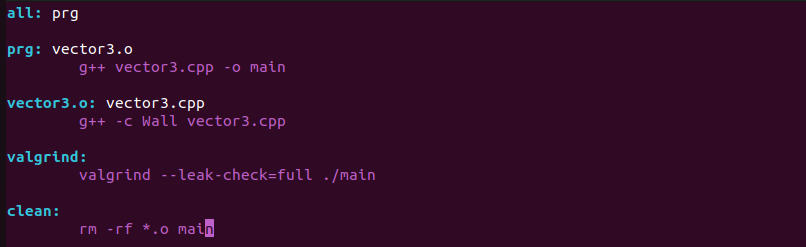 all: prg
prg: vector3.o
g++ vector3.cpp -o main
vector3.o: vector3.cpp
g++ -c Wall vector3.cpp
valgrind:
valgrind --leak-check=full ./main
clean:
rm -rf *.o main